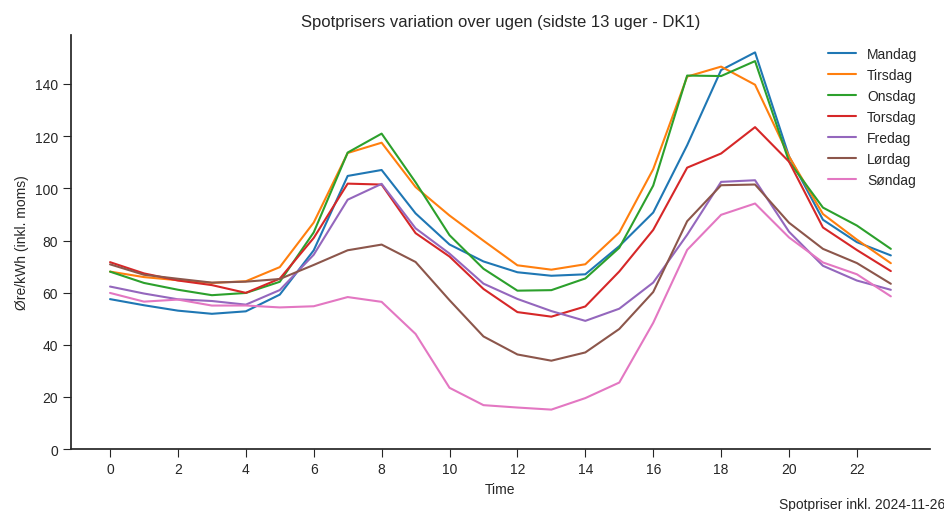 Spotprisers variation over ugen (sidste 13 uger - DK1)
Øre/kWh (inkl. moms)
140
120
100
80
60
40
20
0
0 2 4 6 8 10 12 14 16 18 20 22
Time
Mandag
Tirsdag
Onsdag
Torsdag
Fredag
Lørdag
Søndag
Spotpriser inkl. 2024-11-26